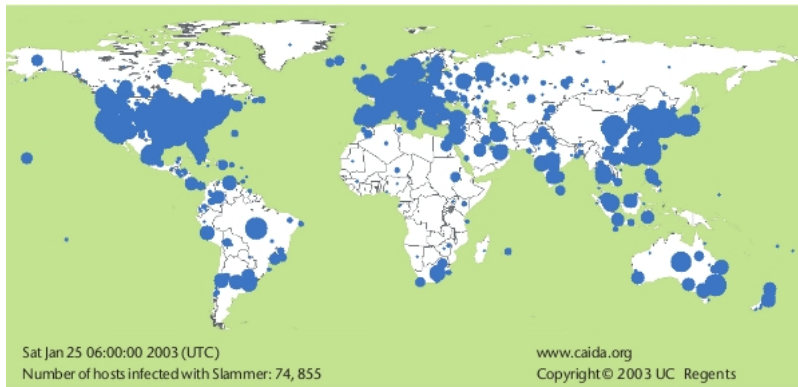 Sat Jan 25 06:00:00 2003 (UTC)
Number of hosts infected with Slammer: 74, 855
www.caida.org
Copyright© 2003 UC Regents